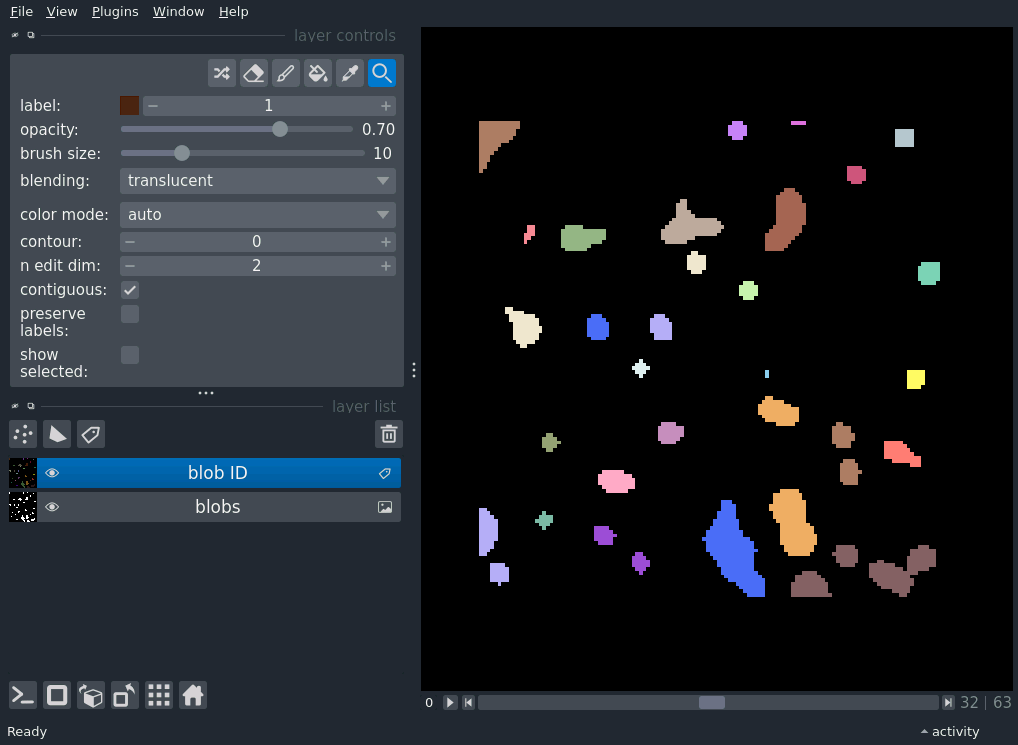 File View Plugins Window Help
layer controls
label: 1
opacity: 0.70
brush size: 10
blending: translucent
color mode: auto
contour: 0
n edit dim: 2
contiguous:
preserve
labels:
show
selected:
layer list
blob ID
blobs
0 32 | 63
Ready activity